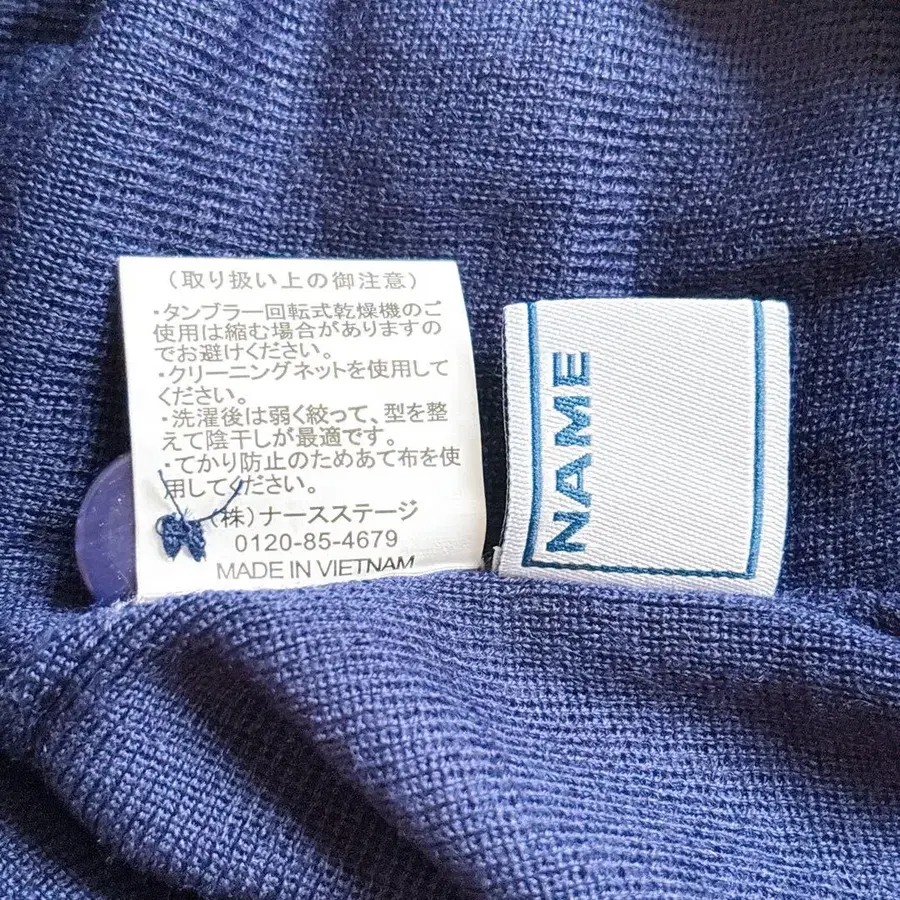 （取り扱い上の御注意）
・タンブラー回転式乾燥機のご
使用は縮む場合がありますの
でお避けください。
・クリーニングネットを使用して
ください。
・洗濯後は弱く絞って、型を整
えて陰干しが最適です。
・てかり防止のためあて布を使
用してください。
（株）ナースステージ
0120-85-4679
MADE IN VIETNAM
NAME